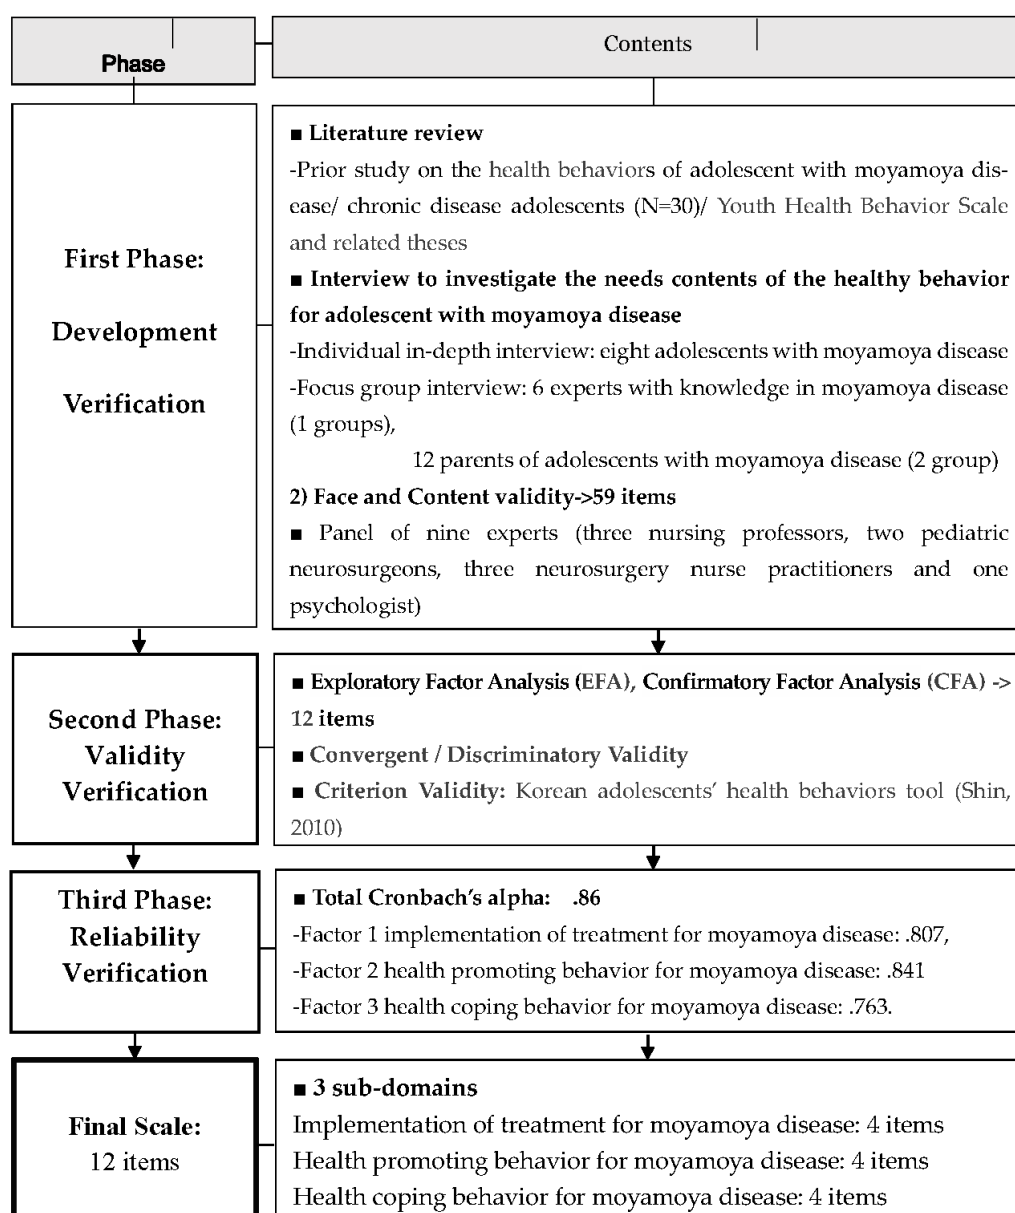 Phase
Contents
First Phase:
Development
Verification
■ Literature review
-Prior study on the health behaviors of adolescent with moyamoya dis-
ease/ chronic disease adolescents (N=30)/ Youth Health Behavior Scale
and related theses
■ Interview to investigate the needs contents of the healthy behavior
for adolescent with moyamoya disease
-Individual in-depth interview: eight adolescents with moyamoya disease
-Focus group interview: 6 experts with knowledge in moyamoya disease
(1 groups),
12 parents of adolescents with moyamoya disease (2 group)
2) Face and Content validity->59 items
■ Panel of nine experts (three nursing professors, two pediatric
neurosurgeons, three neurosurgery nurse practitioners and one
psychologist)
Second Phase:
Validity
Verification
■ Exploratory Factor Analysis (EFA), Confirmatory Factor Analysis (CFA) ->
12 items
■ Convergent / Discriminatory Validity
■ Criterion Validity: Korean adolescents' health behaviors tool (Shin,
2010)
Third Phase:
Reliability
Verification
■ Total Cronbach's alpha: .86
-Factor 1 implementation of treatment for moyamoya disease: .807,
-Factor 2 health promoting behavior for moyamoya disease: .841
-Factor 3 health coping behavior for moyamoya disease: .763.
Final Scale:
12 items
■ 3 sub-domains
Implementation of treatment for moyamoya disease: 4 items
Health promoting behavior for moyamoya disease: 4 items
Health coping behavior for moyamoya disease: 4 items